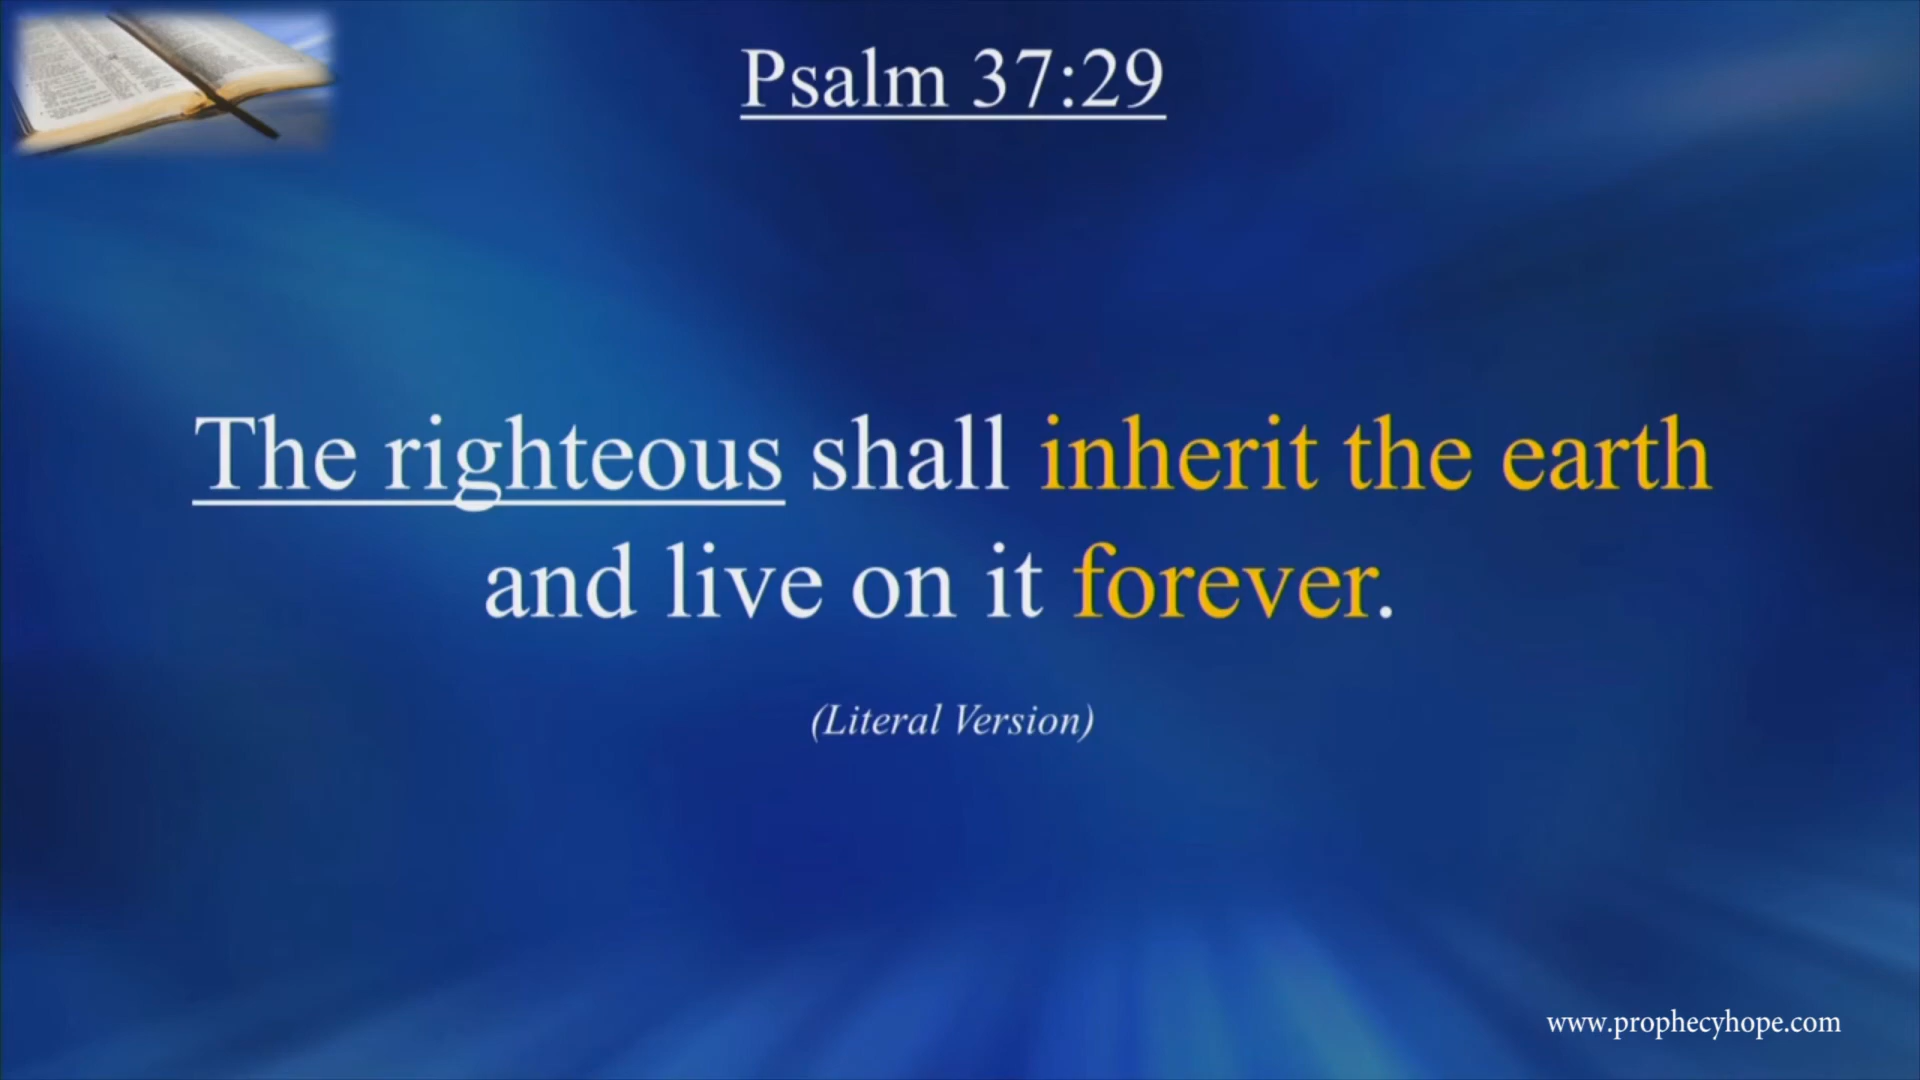 Psalm 37:29
The righteous shall inherit the earth
and live on it forever.
(Literal Version)
www.prophecyhope.com